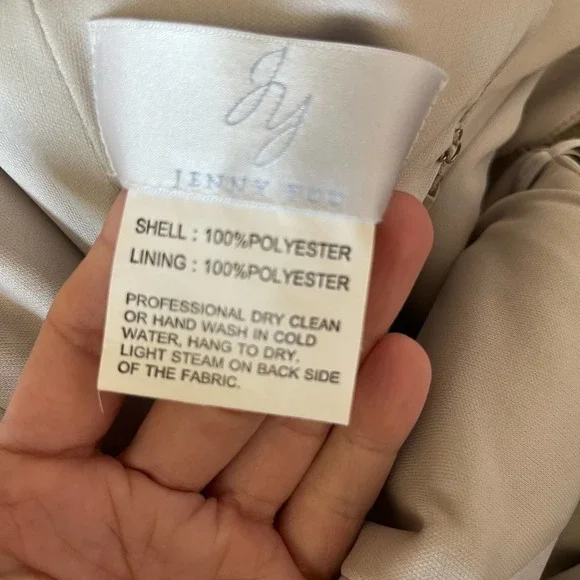 Jy
JENNY
SHELL : 100%POLYESTER
LINING : 100%POLYESTER
PROFESSIONAL DRY CLEAN
OR HAND WASH IN COLD
WATER, HANG TO DRY.
LIGHT STEAM ON BACK SIDE
OF THE FABRIC.